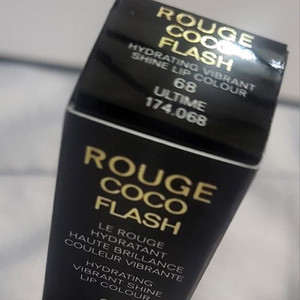 ROUGE
COCO
FLASH
HYDRATING VIBRANT
SHINE LIP COLOUR
68
ULTIME
174.068
ROUGE
COCO
FLASH
LE ROUGE
HYDRATANT
HAUTE BRILLANCE
COULEUR VIBRANTE
HYDRATING
VIBRANT SHINE
LIP COLOUR